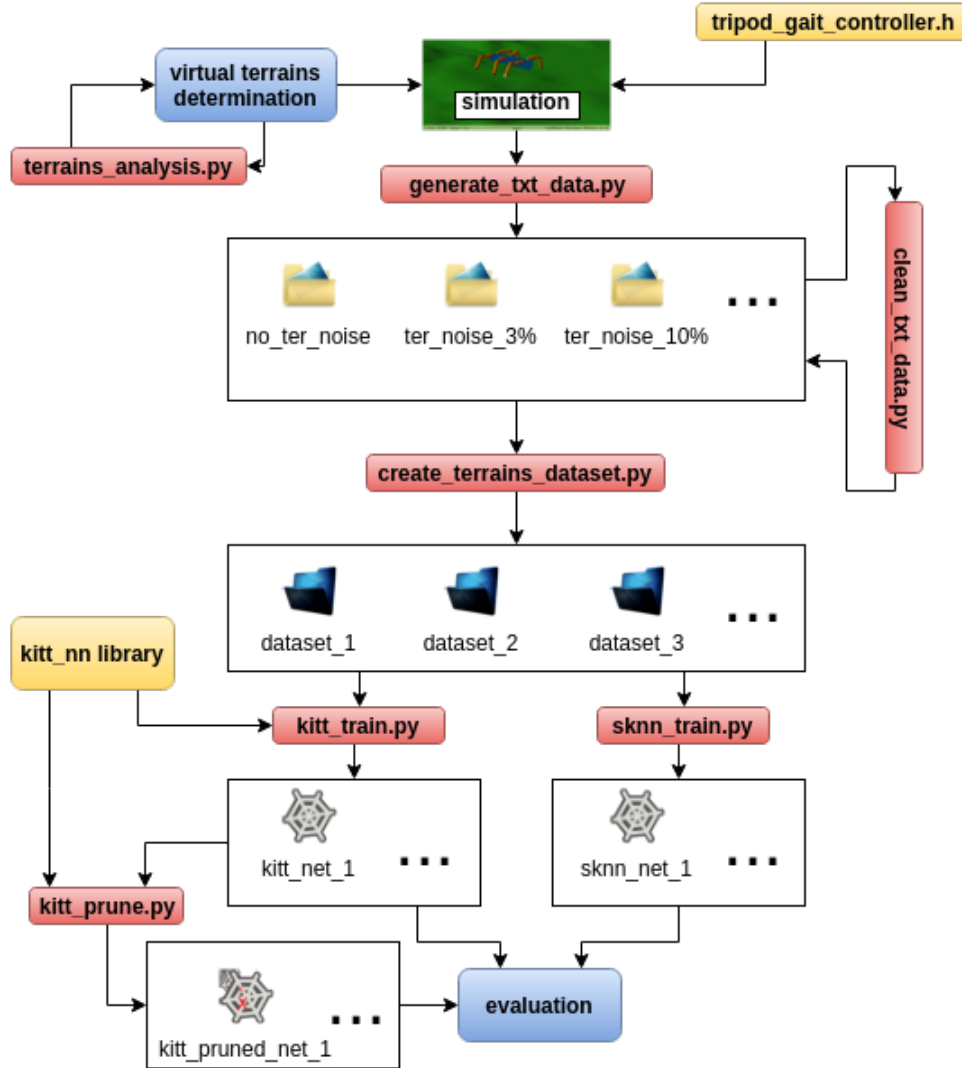 tripod_gait_controller.h
virtual terrains
determination
simulation
terrains_analysis.py
generate_txt_data.py
clean_txt_data.py
no_ter_noise
ter_noise_3%
ter_noise_10%
...
create_terrains_dataset.py
dataset_1
dataset_2
dataset_3
...
kitt_nn library
kitt_train.py
sknn_train.py
kitt_net_1
...
sknn_net_1
...
kitt_prune.py
kitt_pruned_net_1
...
evaluation